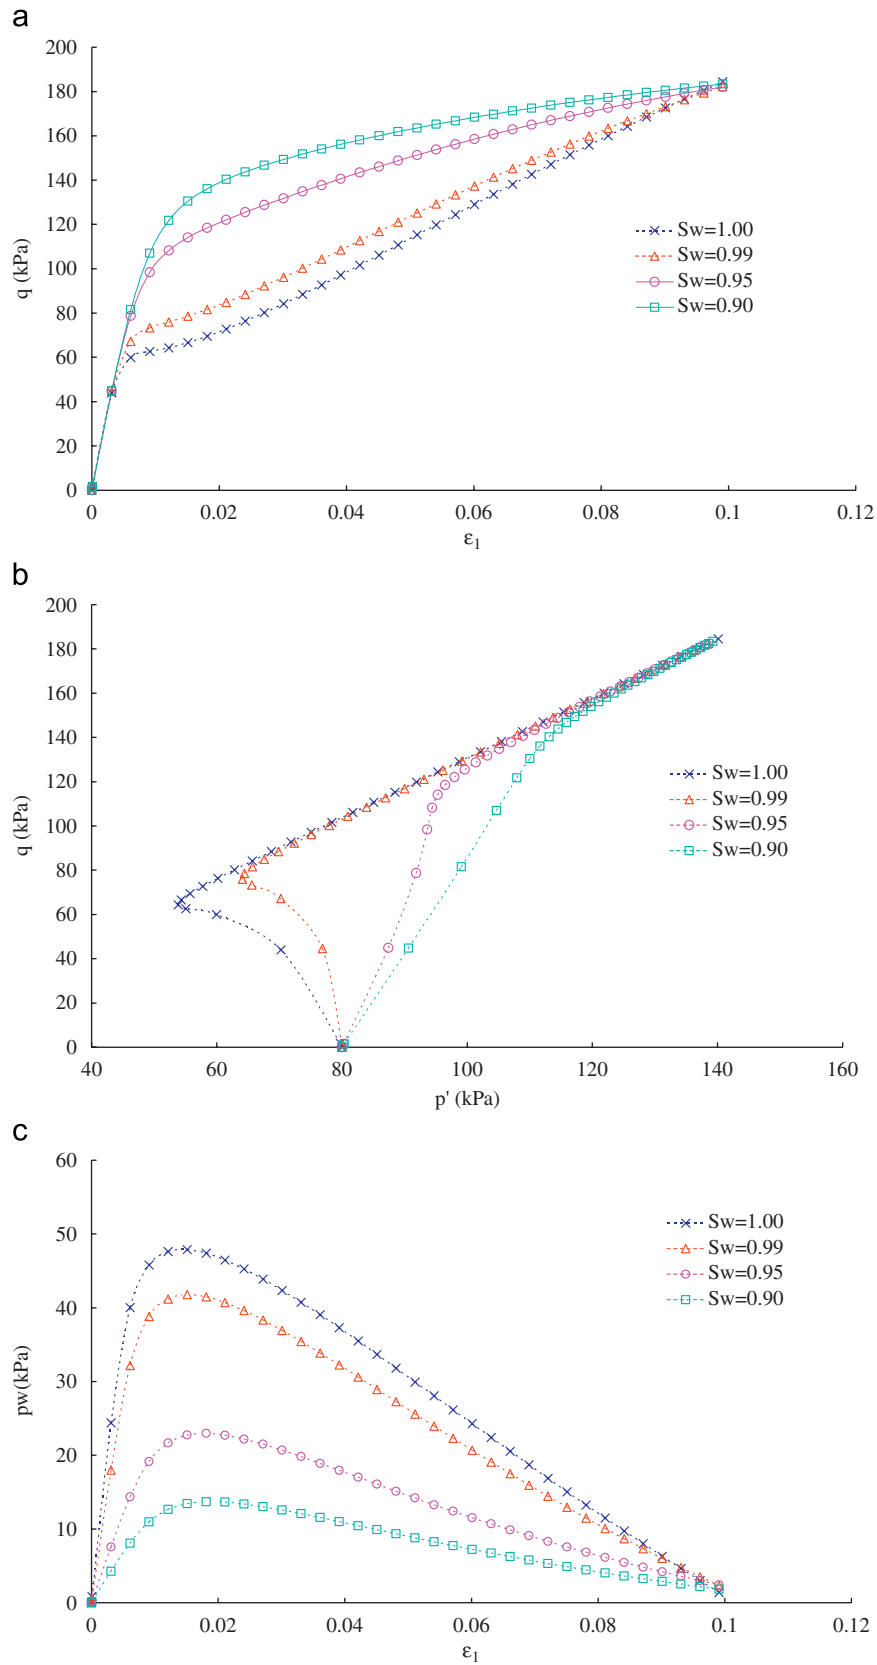 a
200
180
160
140
120
100
80
60
40
20
0
q (kPa)
Sw=1.00
Sw=0.99
Sw=0.95
Sw=0.90
0 0.02 0.04 0.06 0.08 0.1 0.12
ε1
b
200
180
160
140
120
100
80
60
40
20
0
q (kPa)
Sw=1.00
Sw=0.99
Sw=0.95
Sw=0.90
40 60 80 100 120 140 160
p' (kPa)
c
60
50
40
30
20
10
0
pw(kPa)
Sw=1.00
Sw=0.99
Sw=0.95
Sw=0.90
0 0.02 0.04 0.06 0.08 0.1 0.12
ε1